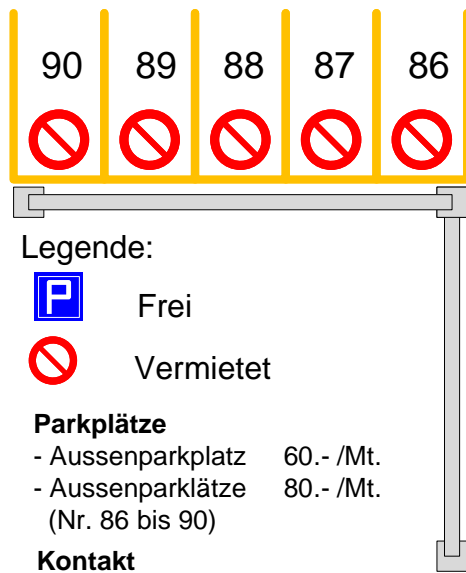 90 89 88 87 86
Legende:
P Frei
Vermietet
Parkplätze
- Aussenparkplatz 60.- /Mt.
- Aussenparklätze 80.- /Mt.
(Nr. 86 bis 90)
Kontakt